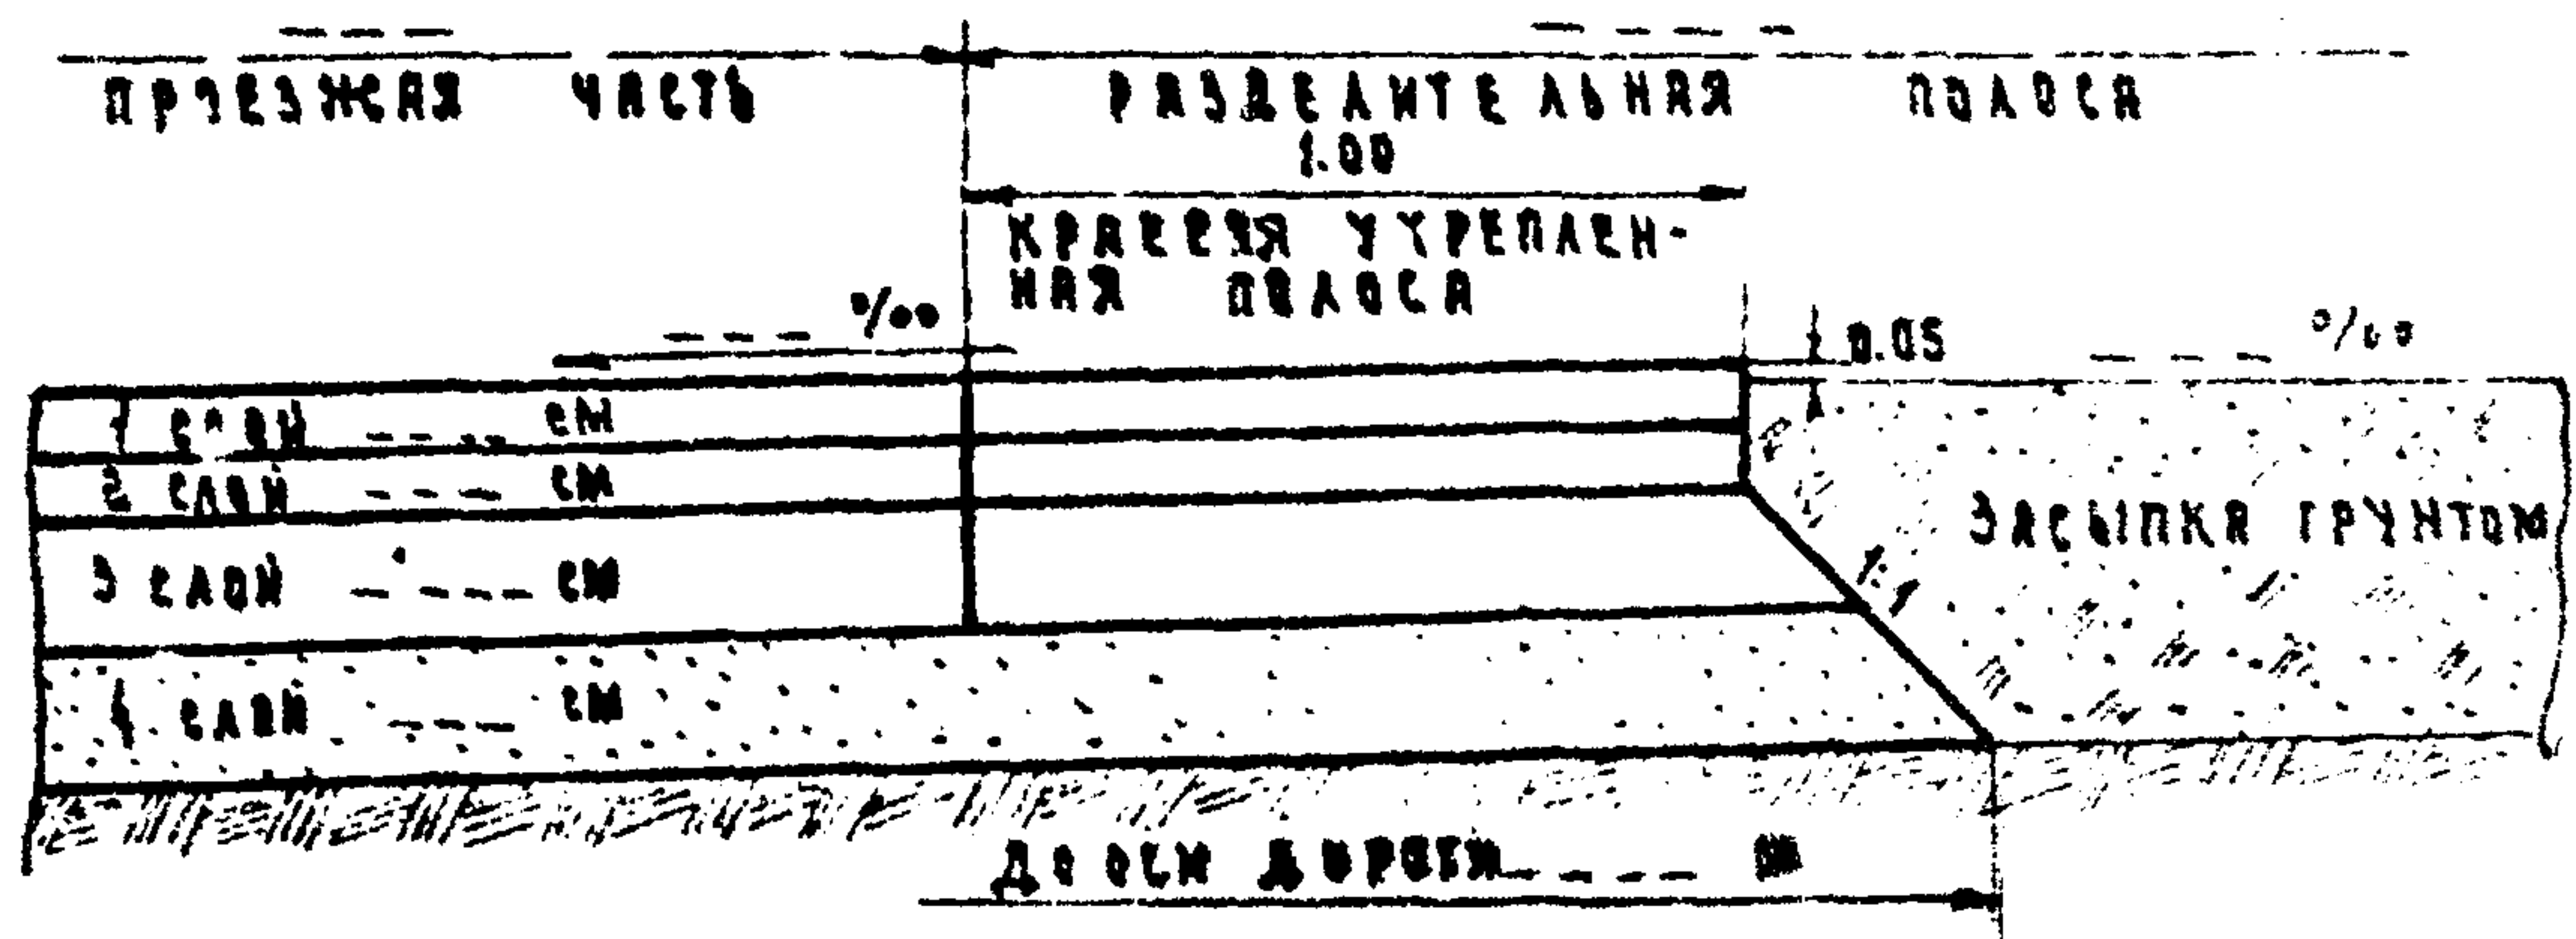 ПРОЕЗЖАЯ ЧАСТЬ
РАЗДЕЛИТЕЛЬНАЯ ПОЛОСА
1.00
КРАЕВАЯ УКРЕПЛЕН-
НАЯ ПОЛОСА
‰
0.05
‰
1 СЛОЙ СМ
2 СЛОЙ СМ
3 СЛОЙ СМ
4 СЛОЙ СМ
1:1
ЗАСЫПКА ГРУНТОМ
ДО ОСИ ДОРОГИ М